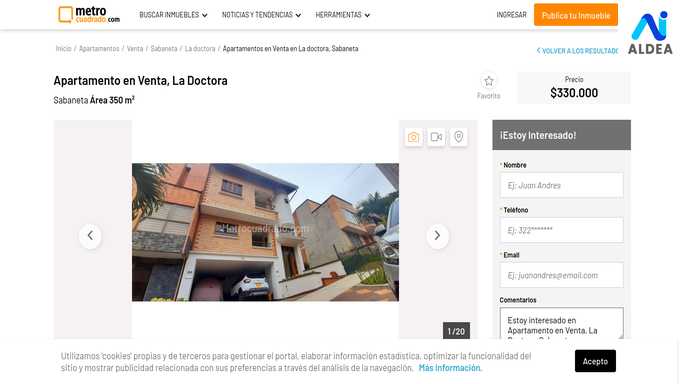 metro
cuadrado.com
BUSCAR INMUEBLES
NOTICIAS Y TENDENCIAS
HERRAMIENTAS
INGRESAR
Publica tu Inmueble
ALDEA
Inicio / Apartamentos / Venta / Sabaneta / La doctora / Apartamentos en Venta en La doctora, Sabaneta
VOLVER A LOS RESULTADO
Apartamento en Venta, La Doctora
Sabaneta Área 350 m²
Favorito
Precio
$330.000
Metrocuadrado.com
1/20
¡Estoy Interesado!
* Nombre
Ej: Juan Andres
* Teléfono
Ej: 322*******
* Email
Ej: juanandres@email.com
Comentarios
Estoy interesado en
Apartamento en Venta, La
Utilizamos 'cookies' propias y de terceros para gestionar el portal, elaborar información estadística, optimizar la funcionalidad del
sitio y mostrar publicidad relacionada con sus preferencias a través del análisis de la navegación. Más información.
Acepto